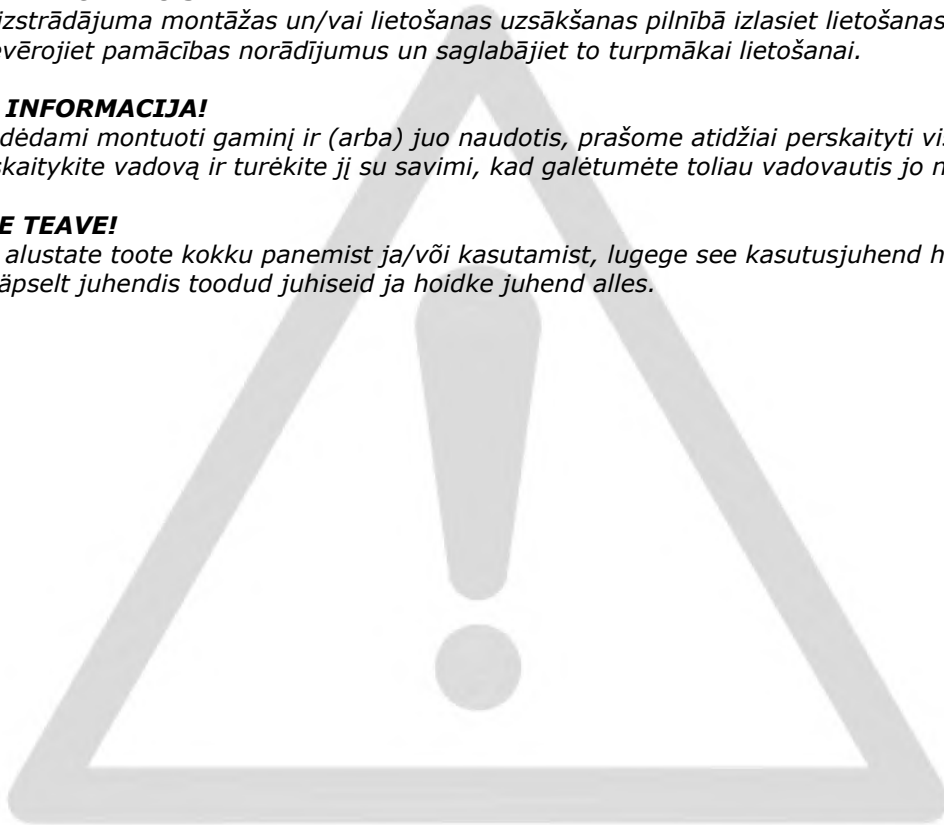 izstrādājuma montāžas un/vai lietošanas uzsākšanas pilnībā izlasiet lietošanas
evērojiet pamācības norādījumus un saglabājiet to turpmākai lietošanai.
INFORMACIJA!
dėdami montuoti gaminį ir (arba) juo naudotis, prašome atidžiai perskaityti vis
skaitykite vadovą ir turėkite jį su savimi, kad galėtumėte toliau vadovautis jo n
E TEAVE!
alustate toote kokku panemist ja/või kasutamist, lugege see kasutusjuhend h
äpselt juhendis toodud juhiseid ja hoidke juhend alles.